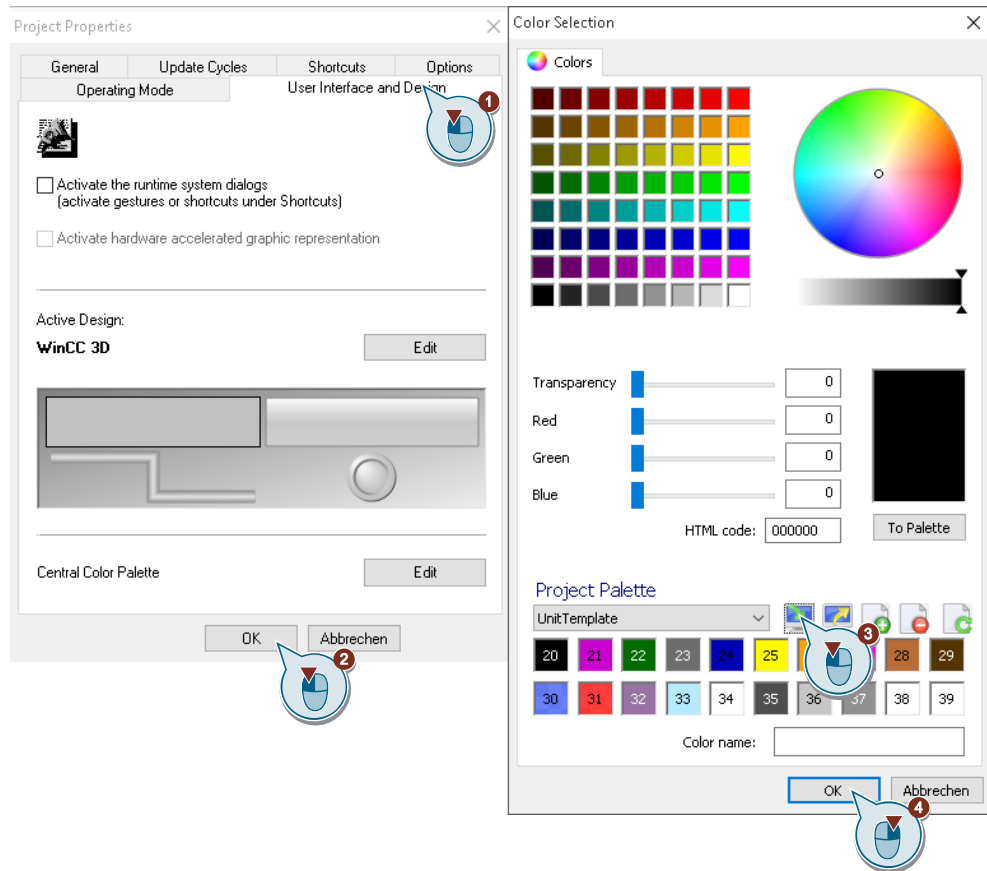 Project Properties
General
Update Cycles
Shortcuts
Options
Operating Mode
User Interface and Design
1
Activate the runtime system dialogs
(activate gestures or shortcuts under Shortcuts)
Activate hardware accelerated graphic representation
Active Design:
WinCC 3D
Edit
Central Color Palette
Edit
OK
Abbrechen
2
Color Selection
Colors
Transparency
0
Red
0
Green
0
Blue
0
HTML code:
000000
To Palette
Project Palette
UnitTemplate
3
20 21 22 23 24 25 28 29
30 31 32 33 34 35 36 37 38 39
Color name:
OK
Abbrechen
4